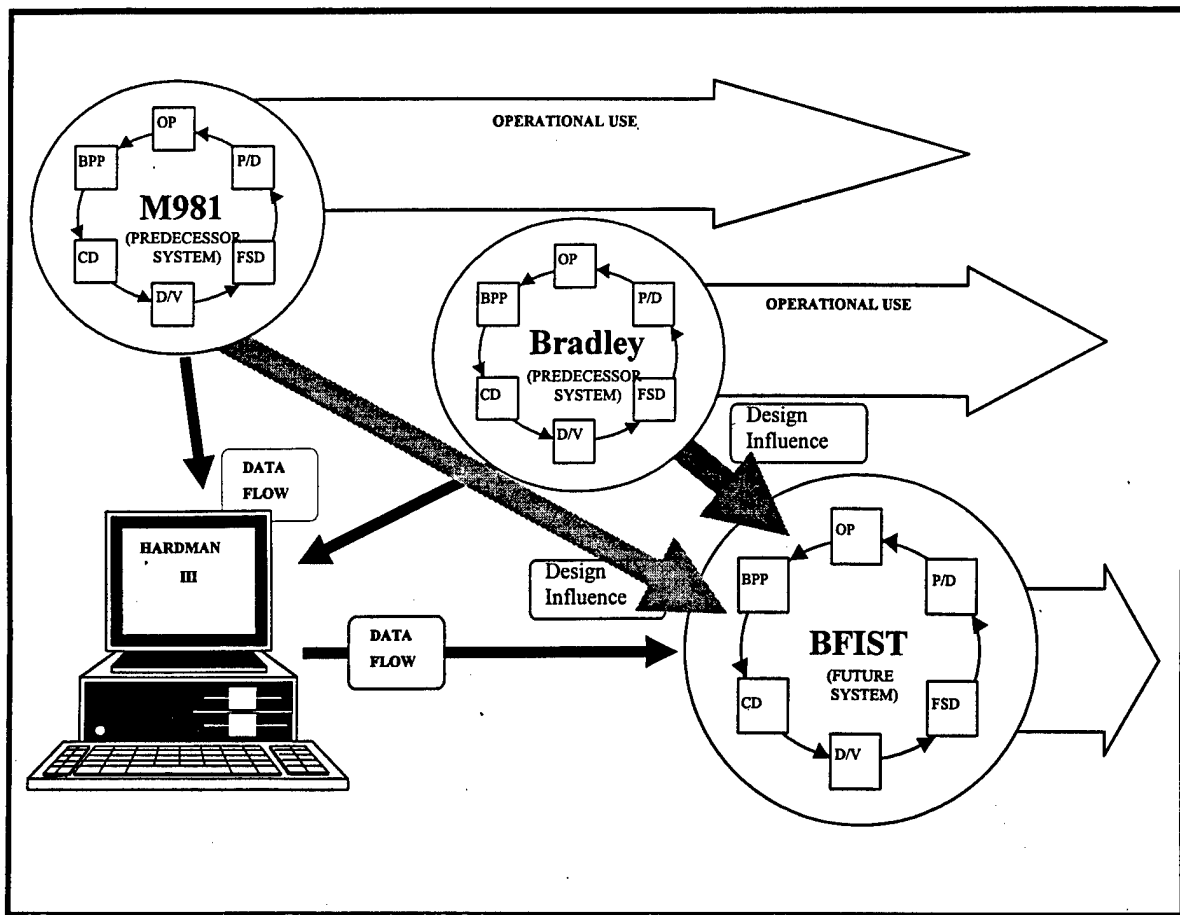 OPERATIONAL USE
OP
BPP
P/D
M981
(PREDECESSOR
SYSTEM)
CD
FSD
D/V
OPERATIONAL USE
OP
BPP
P/D
Bradley
(PREDECESSOR
SYSTEM)
CD
FSD
D/V
Design
Influence
DATA
FLOW
HARDMAN
III
Design
Influence
DATA
FLOW
OP
BPP
P/D
BFIST
(FUTURE
SYSTEM)
CD
FSD
D/V